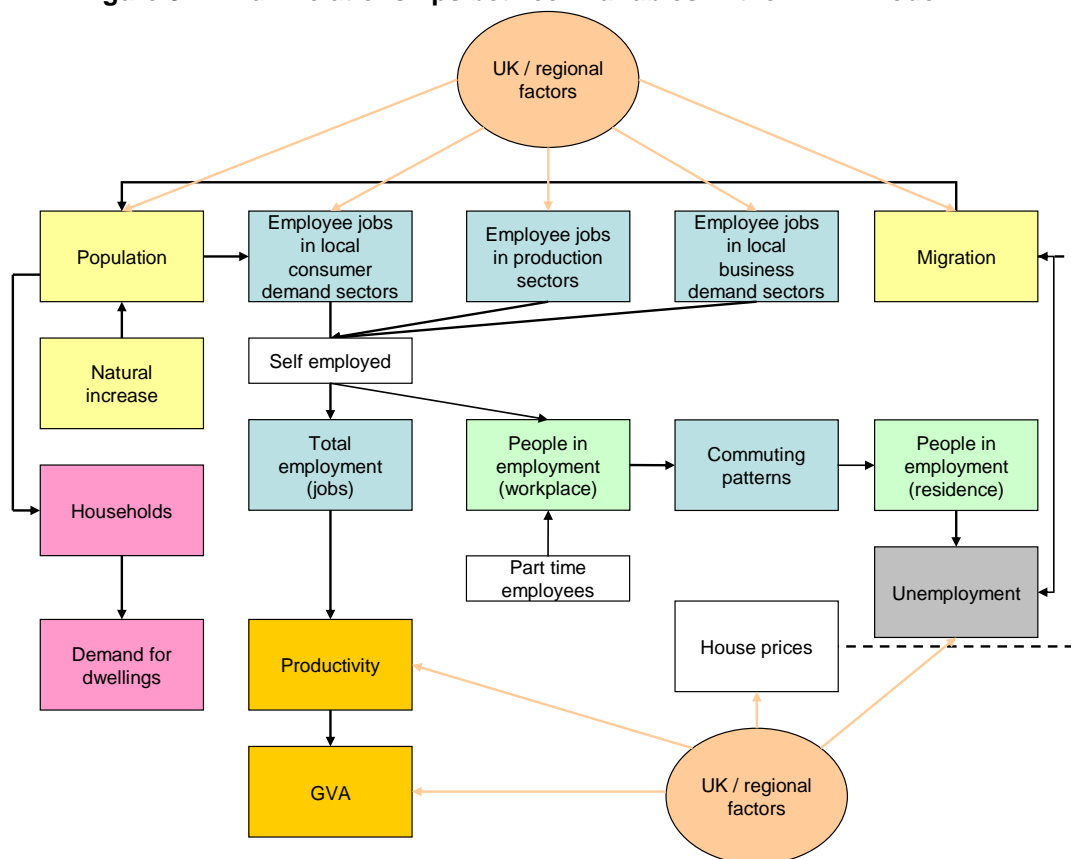 UK / regional
factors
Population
Employee jobs
in local
consumer
demand sectors
Employee jobs
in production
sectors
Employee jobs
in local
business
demand sectors
Migration
Natural
increase
Self employed
Total
employment
(jobs)
People in
employment
(workplace)
Commuting
patterns
People in
employment
(residence)
Households
Part time
employees
Unemployment
Demand for
dwellings
Productivity
House prices
GVA
UK / regional
factors